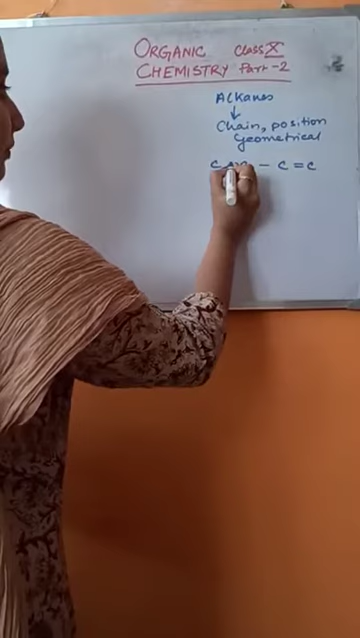 ORGANIC Class X
CHEMISTRY Part-2
Alkanes
↓
Chain, position
Geometrical
C = C